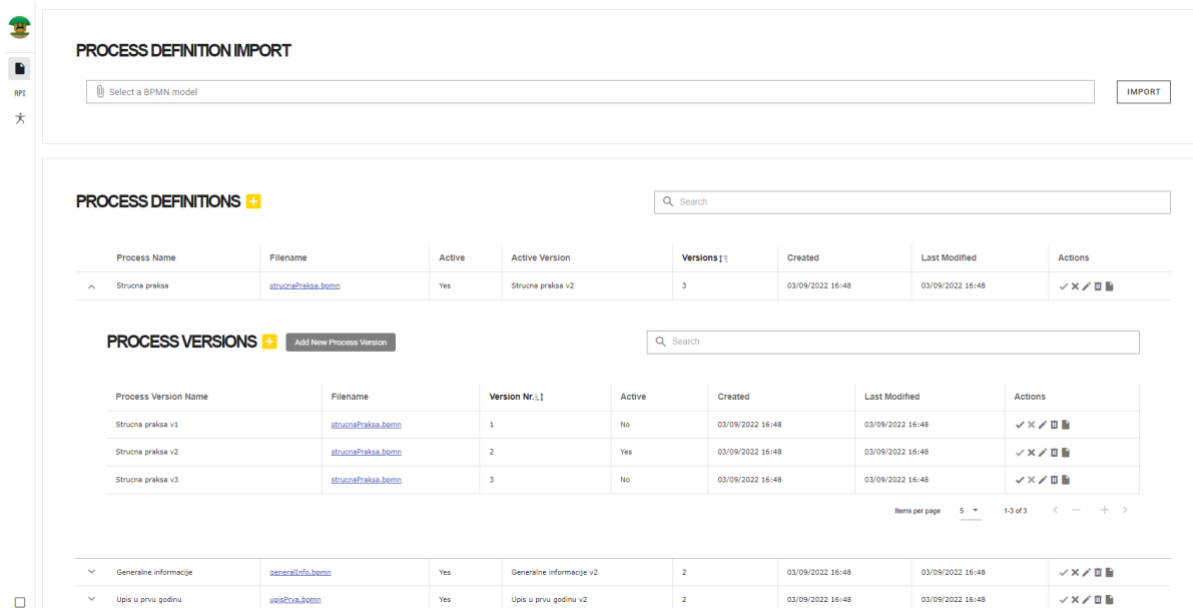 PROCESS DEFINITION IMPORT
API
Select a BPMN model
IMPORT
PROCESS DEFINITIONS
Search
Process Name Filename Active Active Version Versions Created Last Modified Actions
Strucna praksa strucnaPraksa.bpmn Yes Strucna praksa v2 3 03/09/2022 16:48 03/09/2022 16:48
PROCESS VERSIONS Add New Process Version
Search
Process Version Name Filename Version Nr. Active Created Last Modified Actions
Strucna praksa v1 strucnaPraksa.bpmn 1 No 03/09/2022 16:48 03/09/2022 16:48
Strucna praksa v2 strucnaPraksa.bpmn 2 Yes 03/09/2022 16:48 03/09/2022 16:48
Strucna praksa v3 strucnaPraksa.bpmn 3 No 03/09/2022 16:48 03/09/2022 16:48
Items per page 5 1-3 of 3
Generalne informacije generalInfo.bpmn Yes Generalne informacije v2 2 03/09/2022 16:48 03/09/2022 16:48
Upis u prvu godinu upisPrva.bpmn Yes Upis u prvu godinu v2 2 03/09/2022 16:48 03/09/2022 16:48